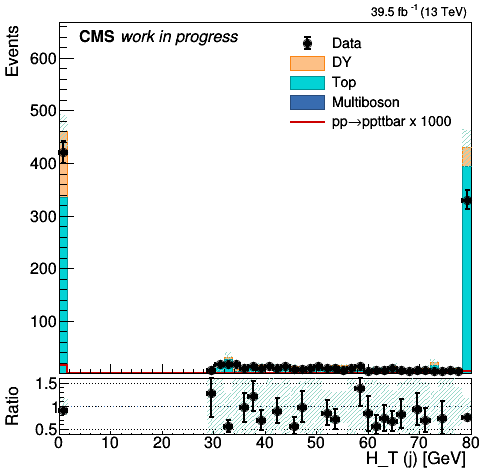 39.5 fb⁻¹ (13 TeV)
CMS work in progress
Events
Data
DY
Top
Multiboson
pp→ppttbar x 1000
600
500
400
300
200
100
Ratio
1.5
1
0.5
0 10 20 30 40 50 60 70 80
H_T (j) [GeV]